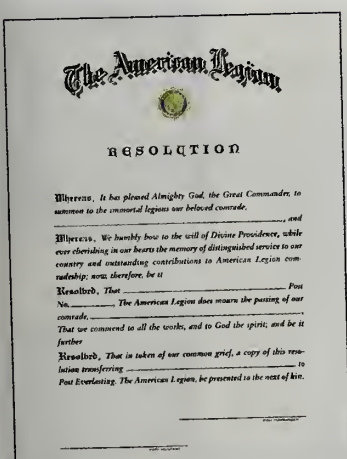 The American Legion
RESOLUTION
Whereas, It has pleased Almighty God, the Great Commander, to
summon to the immortal legions our beloved comrade,
, and
Whereas, We humbly bow to the will of Divine Providence, while
ever cherishing in our hearts the memory of distinguished service to our
country and outstanding contributions to American Legion com-
radeship; now, therefore, be it
Resolved, That Post
No. , The American Legion does mourn the passing of our
comrade, ,
That we commend to all the works, and to God the spirit; and be it
further
Resolved, That in token of our common grief, a copy of this reso-
lution transferring to
Post Everlasting, The American Legion, be presented to the next of kin.